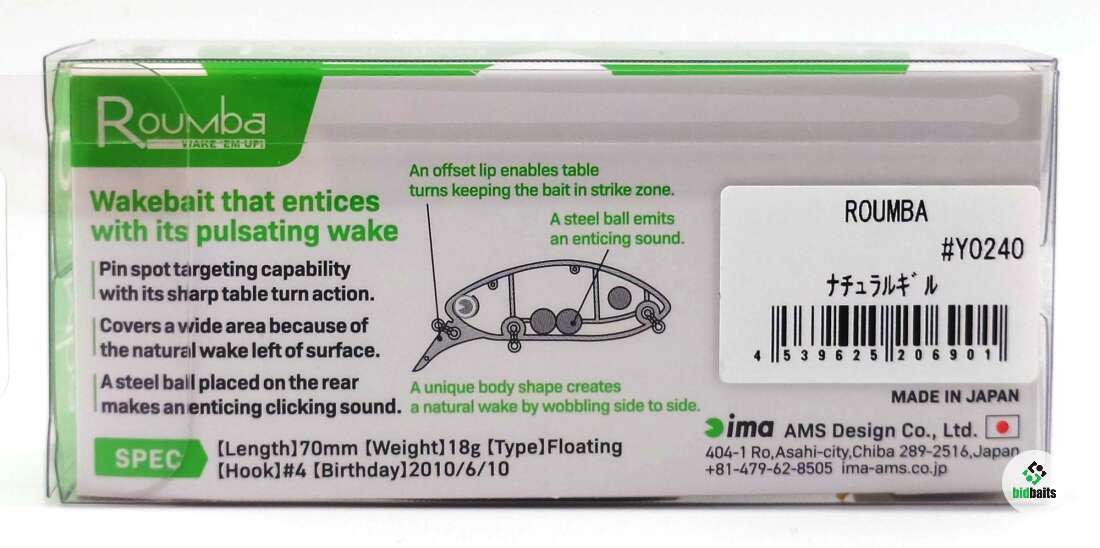 Roumba
WAKE 'EM UP!
Wakebait that entices
with its pulsating wake
Pin spot targeting capability
with its sharp table turn action.
Covers a wide area because of
the natural wake left of surface.
A steel ball placed on the rear
makes an enticing clicking sound.
An offset lip enables table
turns keeping the bait in strike zone.
A steel ball emits
an enticing sound.
A unique body shape creates
a natural wake by wobbling side to side.
SPEC
【Length】70mm 【Weight】18g 【Type】Floating
【Hook】#4 【Birthday】2010/6/10
ROUMBA
#YO240
ナチュラルギル
4 539625 206901
MADE IN JAPAN
ima AMS Design Co., Ltd.
404-1 Ro,Asahi-city,Chiba 289-2516,Japan
+81-479-62-8505 ima-ams.co.jp
bidbaits